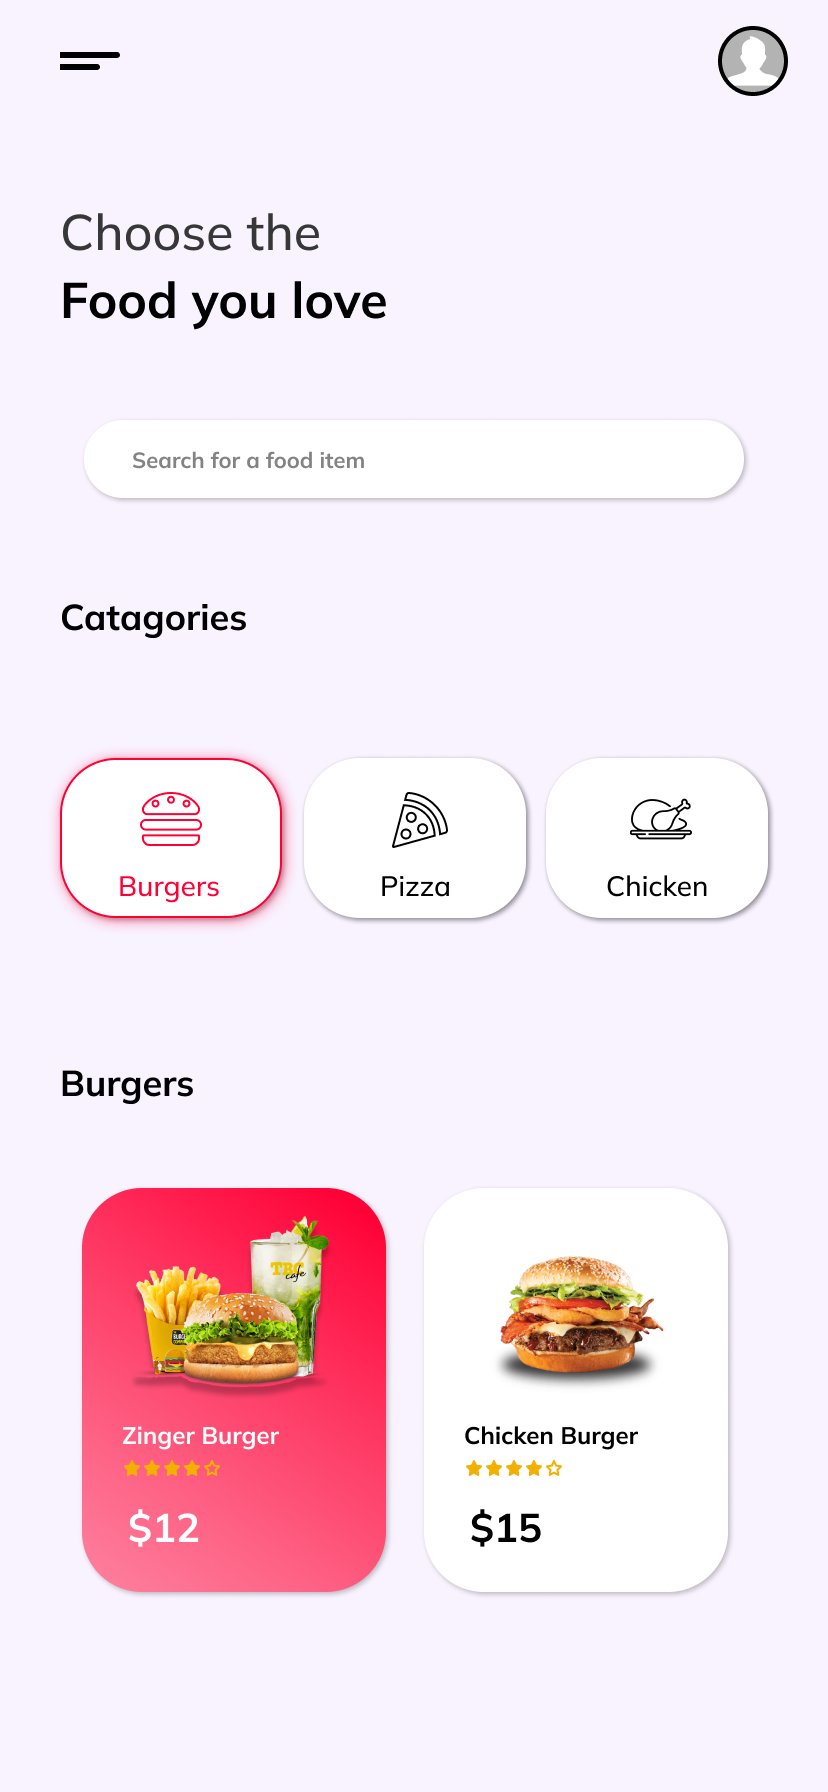 Choose the
Food you love
Search for a food item
Catagories
Burgers
Pizza
Chicken
Burgers
cafe
Zinger Burger
Chicken Burger
$12
$15